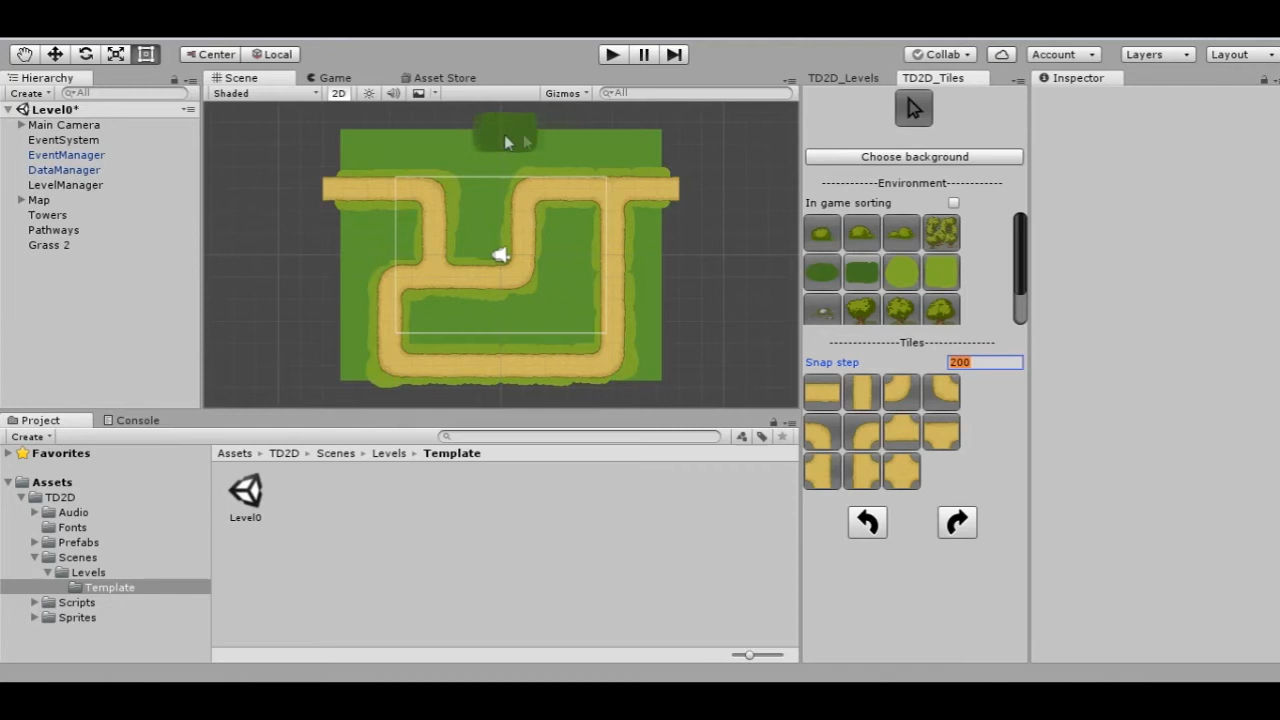 Center Local Collab Account Layers Layout
Hierarchy Scene Game Asset Store TD2D_Levels TD2D_Tiles Inspector
Create All Shaded 2D Gizmos All
Level0*
Main Camera
EventSystem
EventManager
DataManager
LevelManager
Map
Towers
Pathways
Grass 2
Choose background
--------------Environment-----------
In game sorting
---------------Tiles--------------
Snap step 200
Project Console
Create
Favorites
Assets
TD2D
Audio
Fonts
Prefabs
Scenes
Levels
Template
Scripts
Sprites
Assets TD2D Scenes Levels Template
Level0